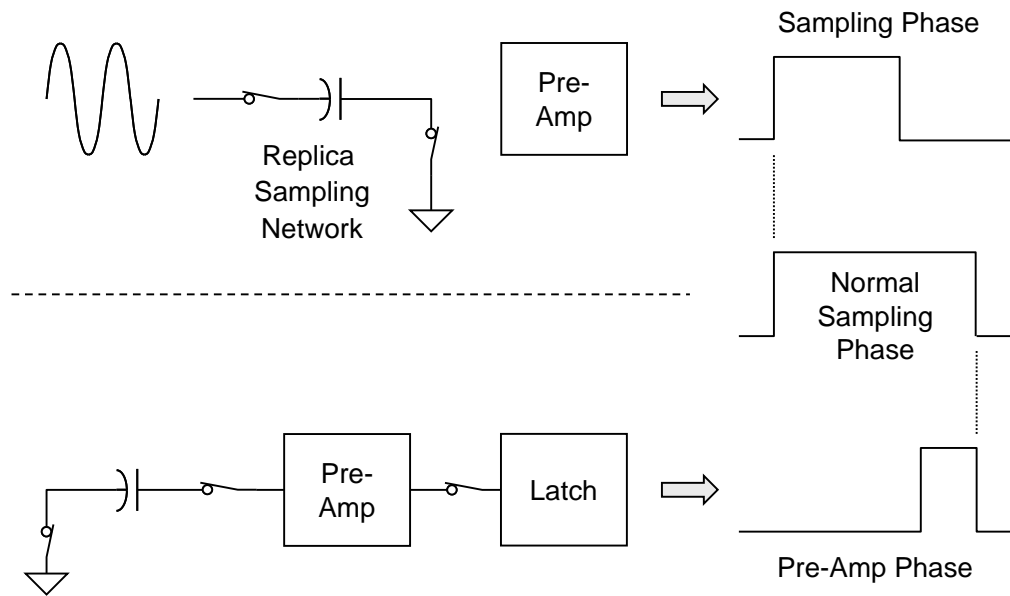 Sampling Phase
Pre-
Amp
Replica
Sampling
Network
Normal
Sampling
Phase
Pre-
Amp
Latch
Pre-Amp Phase